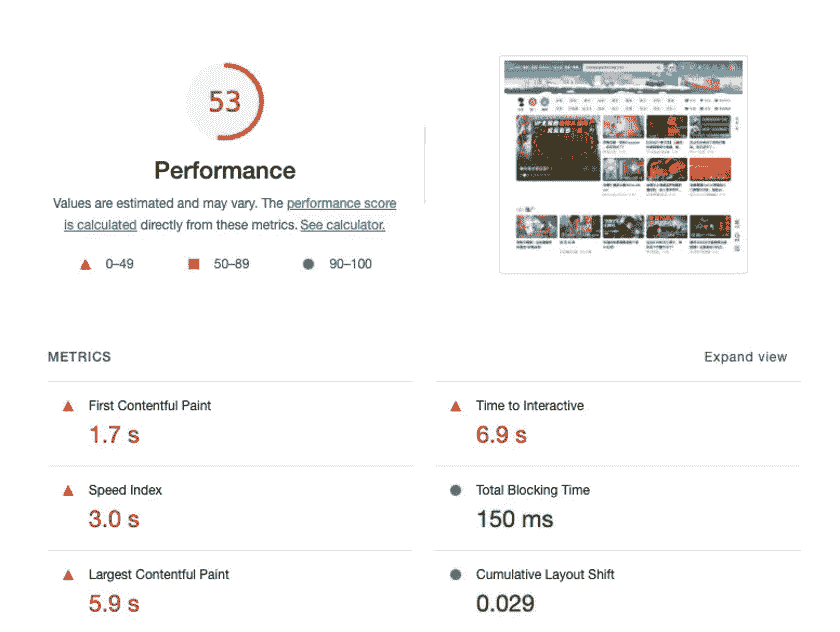 53
Performance
Values are estimated and may vary. The performance score
is calculated directly from these metrics. See calculator.
0–49
50–89
90–100
METRICS
Expand view
First Contentful Paint
1.7 s
Time to Interactive
6.9 s
Speed Index
3.0 s
Total Blocking Time
150 ms
Largest Contentful Paint
5.9 s
Cumulative Layout Shift
0.029